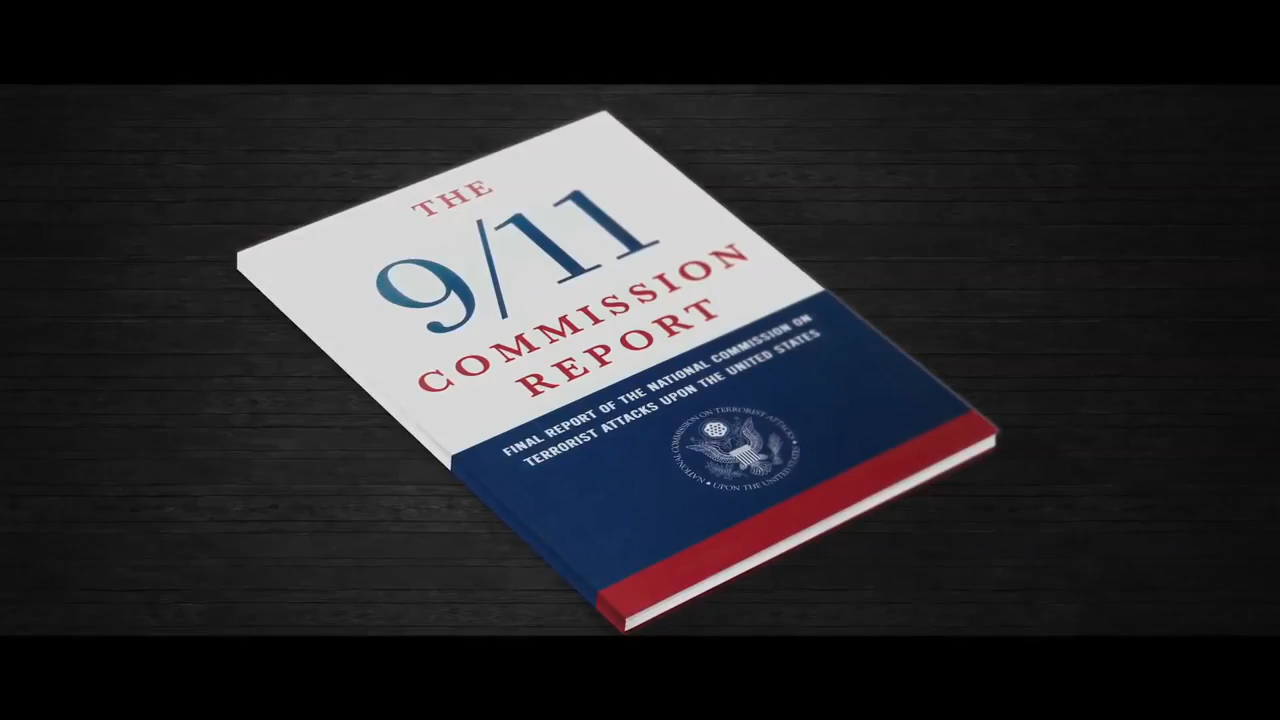 THE
9/11
COMMISSION
REPORT
FINAL REPORT OF THE NATIONAL COMMISSION ON
TERRORIST ATTACKS UPON THE UNITED STATES
NATIONAL COMMISSION ON TERRORIST ATTACKS
• UPON THE UNITED STATES •